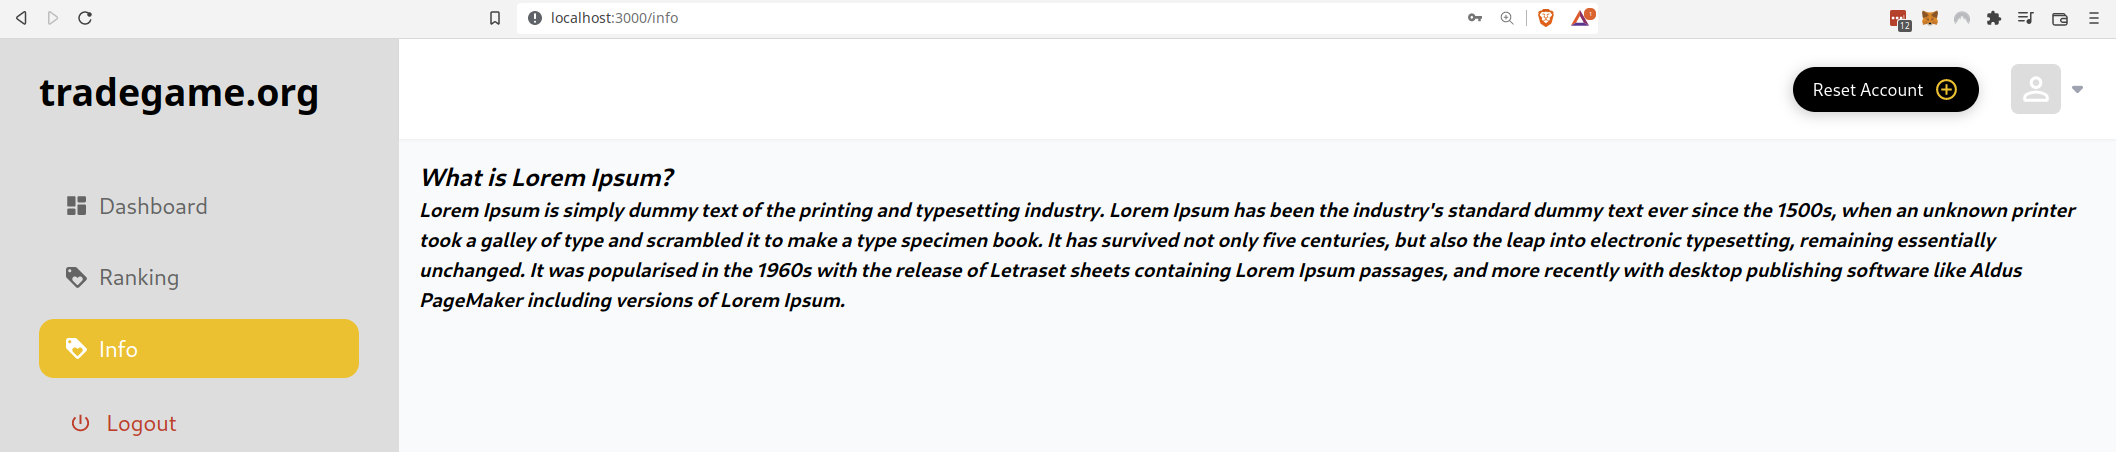 localhost:3000/info
1
12
tradegame.org
Reset Account
Dashboard
Ranking
Info
Logout
What is Lorem Ipsum?
Lorem Ipsum is simply dummy text of the printing and typesetting industry. Lorem Ipsum has been the industry's standard dummy text ever since the 1500s, when an unknown printer
took a galley of type and scrambled it to make a type specimen book. It has survived not only five centuries, but also the leap into electronic typesetting, remaining essentially
unchanged. It was popularised in the 1960s with the release of Letraset sheets containing Lorem Ipsum passages, and more recently with desktop publishing software like Aldus
PageMaker including versions of Lorem Ipsum.